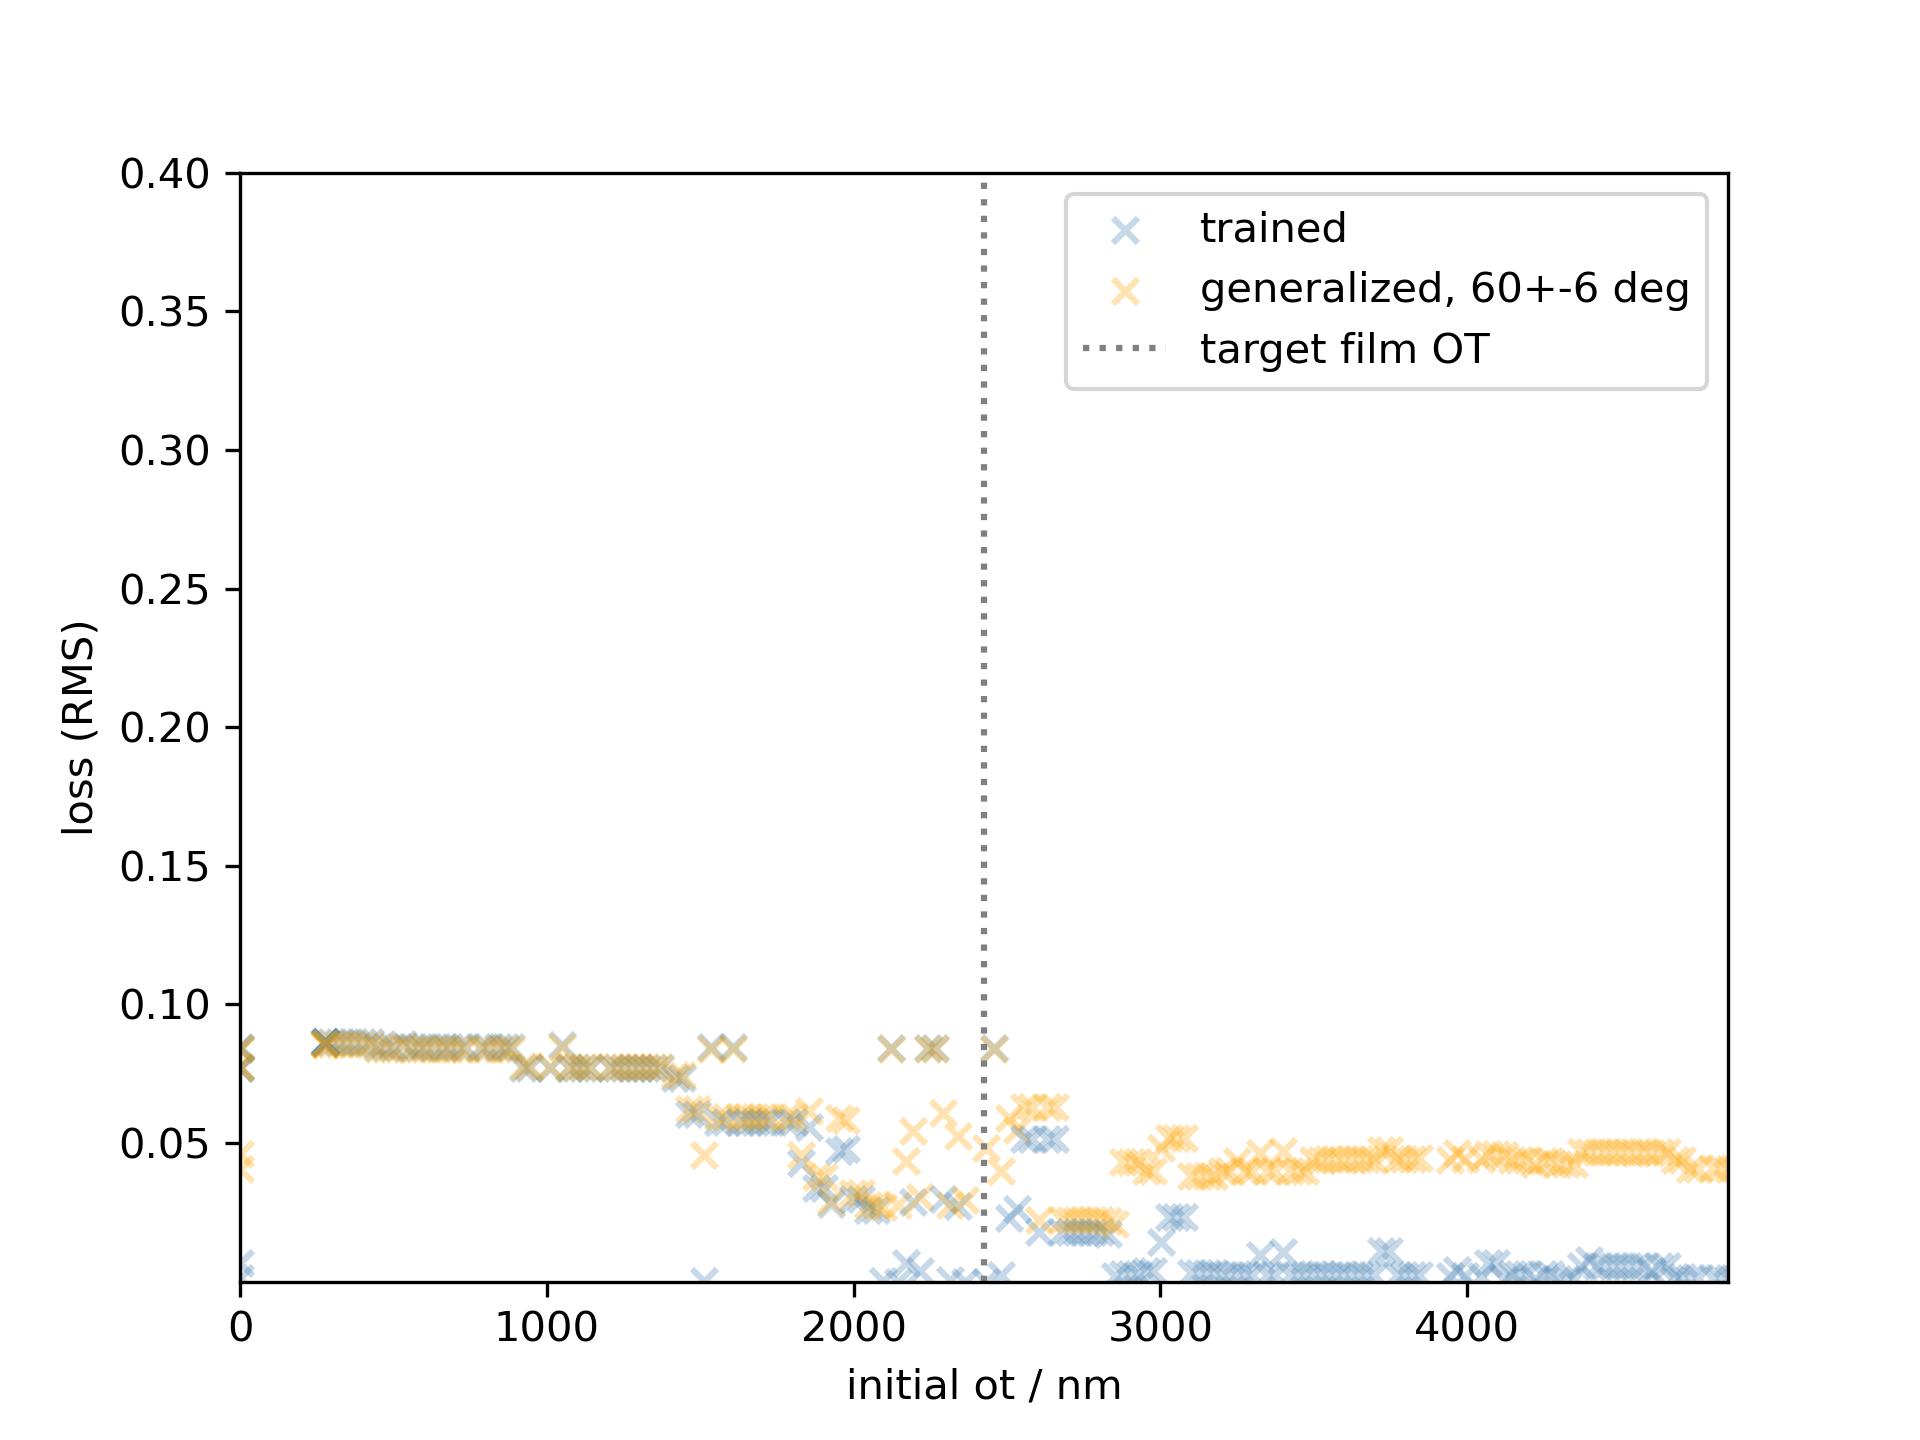 0.40
0.35
0.30
0.25
0.20
0.15
0.10
0.05
loss (RMS)
trained
generalized, 60+-6 deg
target film OT
0
1000
2000
3000
4000
initial ot / nm